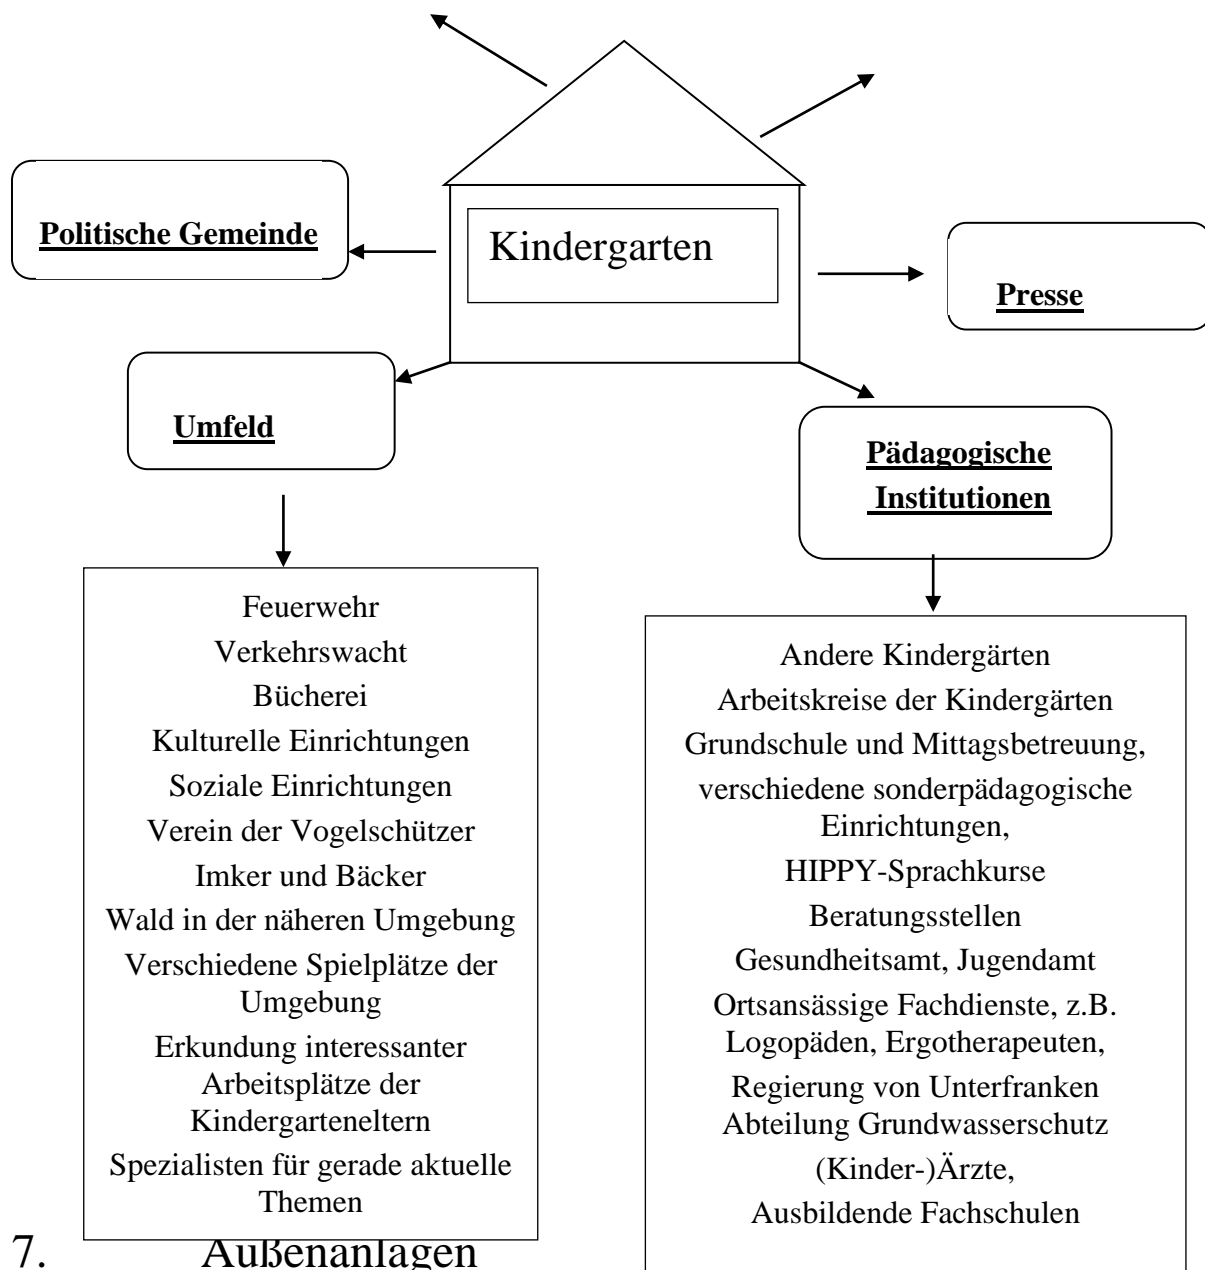 Kindergarten
Politische Gemeinde
Presse
Umfeld
Pädagogische
Institutionen
Feuerwehr
Verkehrswacht
Bücherei
Kulturelle Einrichtungen
Soziale Einrichtungen
Verein der Vogelschützer
Imker und Bäcker
Wald in der näheren Umgebung
Verschiedene Spielplätze der
Umgebung
Erkundung interessanter
Arbeitsplätze der
Kindergarteneltern
Spezialisten für gerade aktuelle
Themen
Andere Kindergärten
Arbeitskreise der Kindergärten
Grundschule und Mittagsbetreuung,
verschiedene sonderpädagogische
Einrichtungen,
HIPPY-Sprachkurse
Beratungsstellen
Gesundheitsamt, Jugendamt
Ortsansässige Fachdienste, z.B.
Logopäden, Ergotherapeuten,
Regierung von Unterfranken
Abteilung Grundwasserschutz
(Kinder-)Ärzte,
Ausbildende Fachschulen
7. Außenanlagen